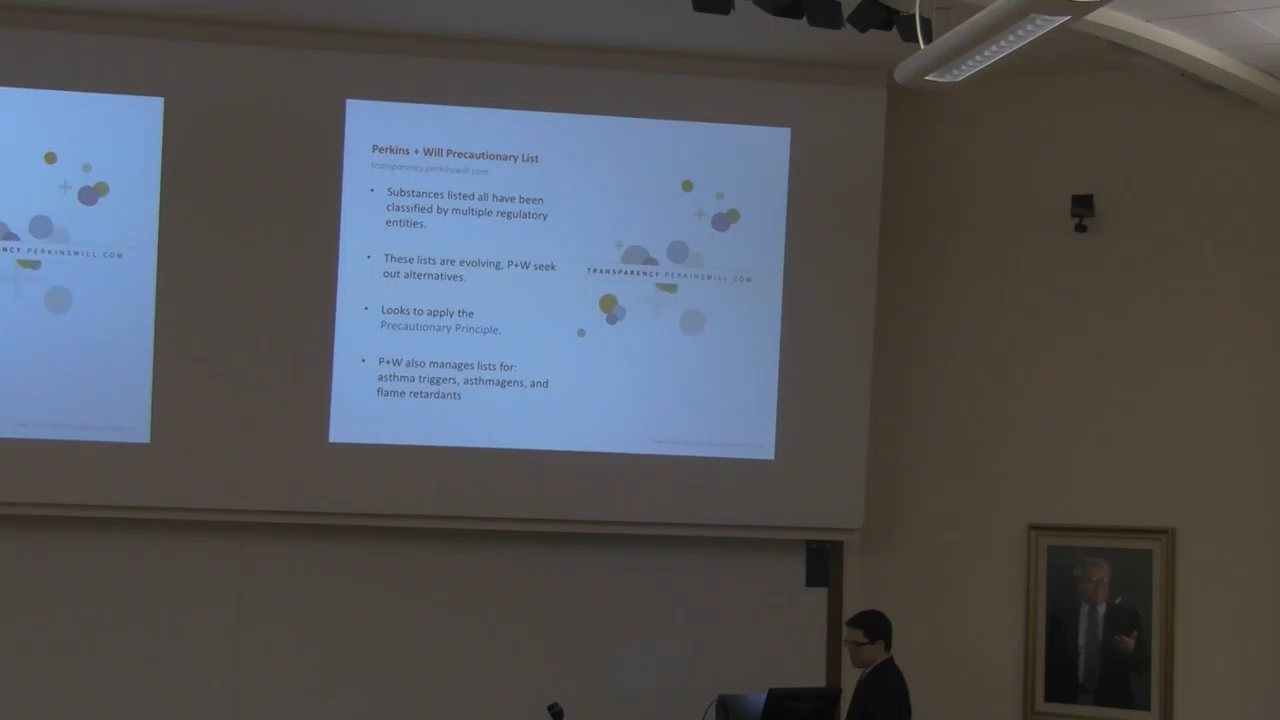 NCY.PERKINSWILL.COM
Perkins + Will Precautionary List
transparency.perkinswill.com
• Substances listed all have been
classified by multiple regulatory
entities.
• These lists are evolving, P+W seek
out alternatives.
• Looks to apply the
Precautionary Principle.
• P+W also manages lists for:
asthma triggers, asthmagens, and
flame retardants
TRANSPARENCY.PERKINSWILL.COM